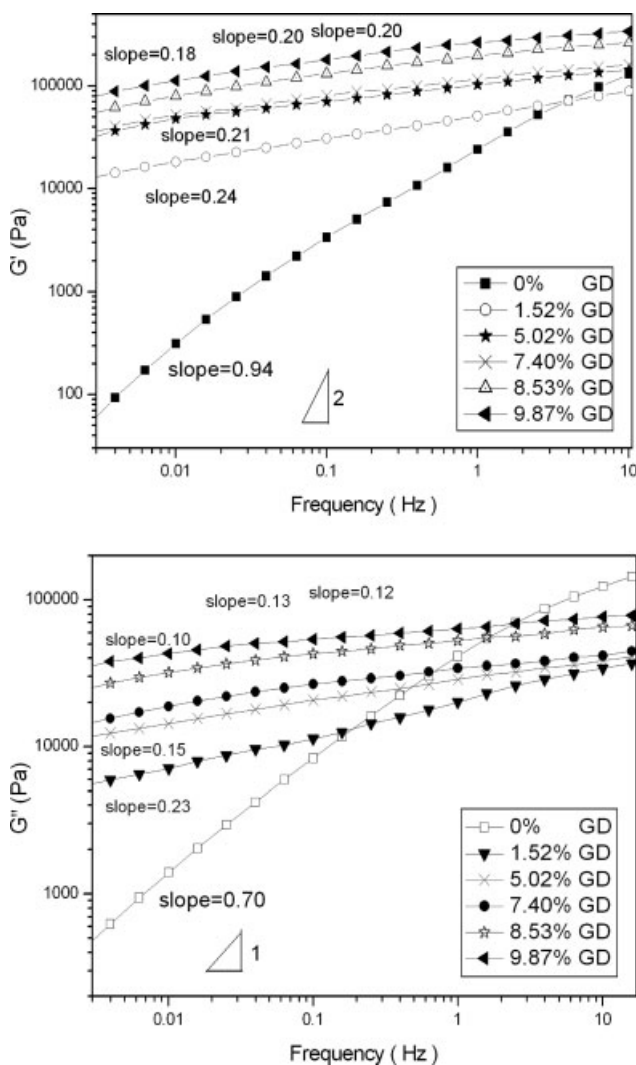 slope=0.20
slope=0.20
slope=0.18
100000
slope=0.21
10000
slope=0.24
1000
slope=0.94
100
2
G' (Pa)
0% GD
1.52% GD
5.02% GD
7.40% GD
8.53% GD
9.87% GD
0.01 0.1 1 10
Frequency ( Hz )
100000
slope=0.13
slope=0.12
slope=0.10
slope=0.15
10000
slope=0.23
1000
slope=0.70
1
G" (Pa)
0% GD
1.52% GD
5.02% GD
7.40% GD
8.53% GD
9.87% GD
0.01 0.1 1 10
Frequency ( Hz )